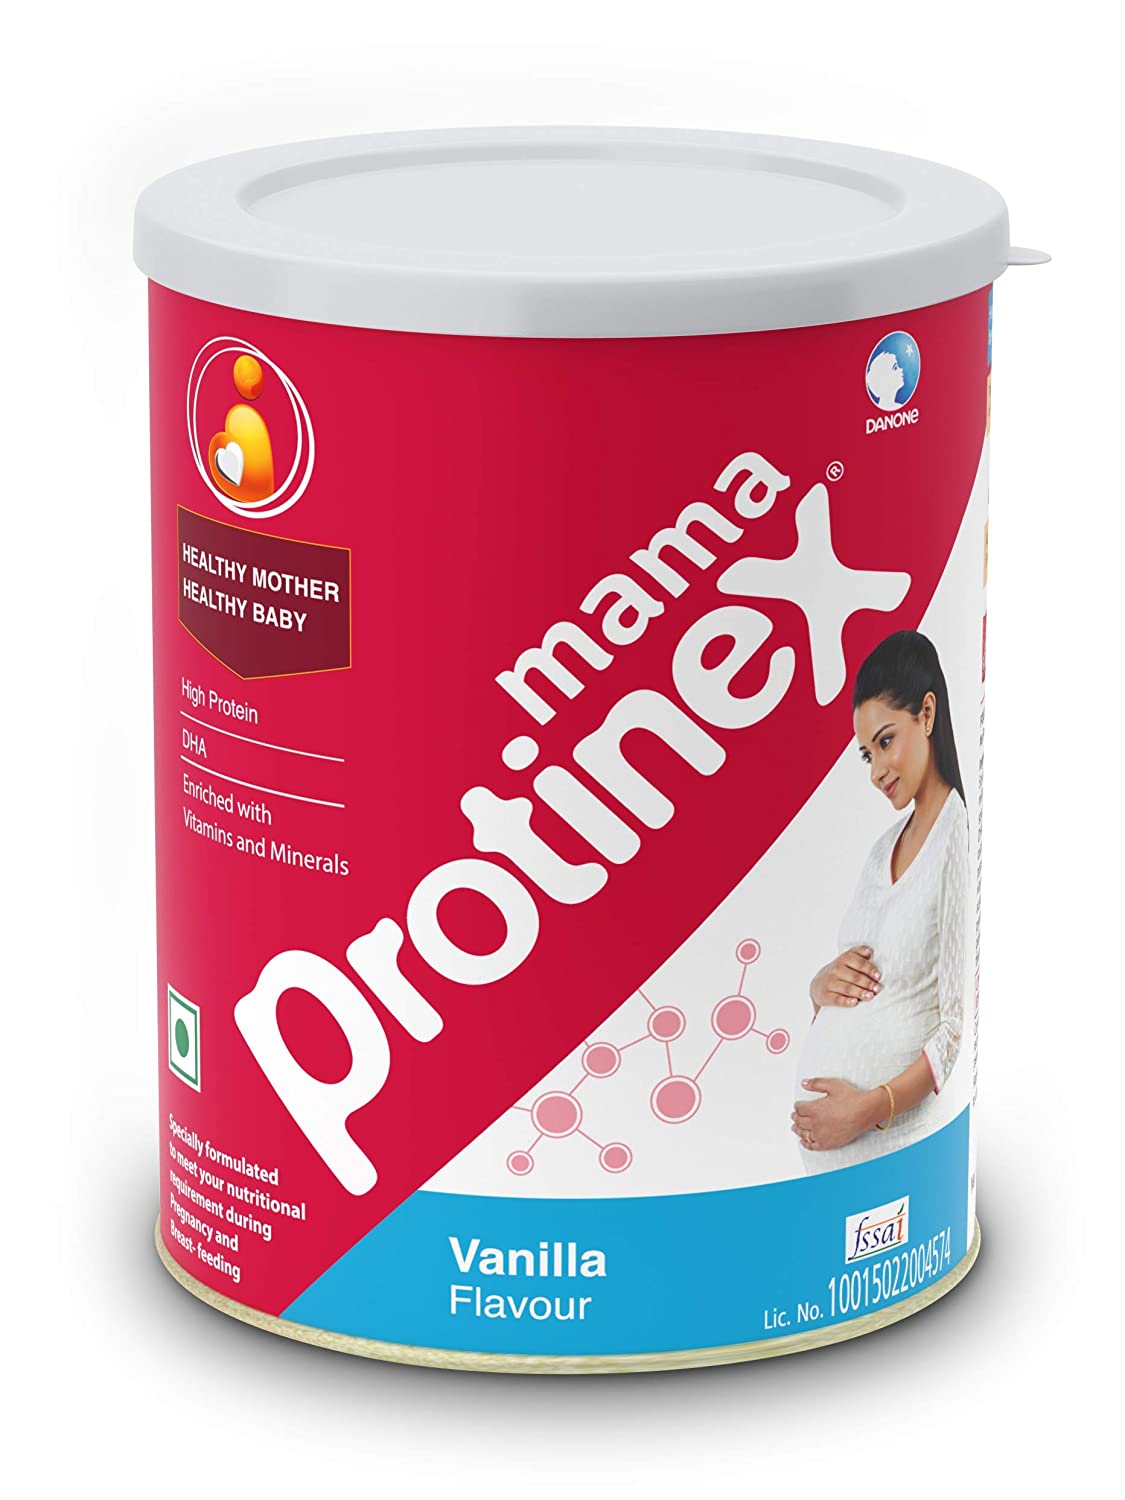 DANONE
mama
protinex®
HEALTHY MOTHER
HEALTHY BABY
High Protein
DHA
Enriched with
Vitamins and Minerals
Specially formulated
to meet your nutritional
requirement during
Pregnancy and
Breast-feeding
Vanilla
Flavour
fssai
Lic. No. 10015022004574